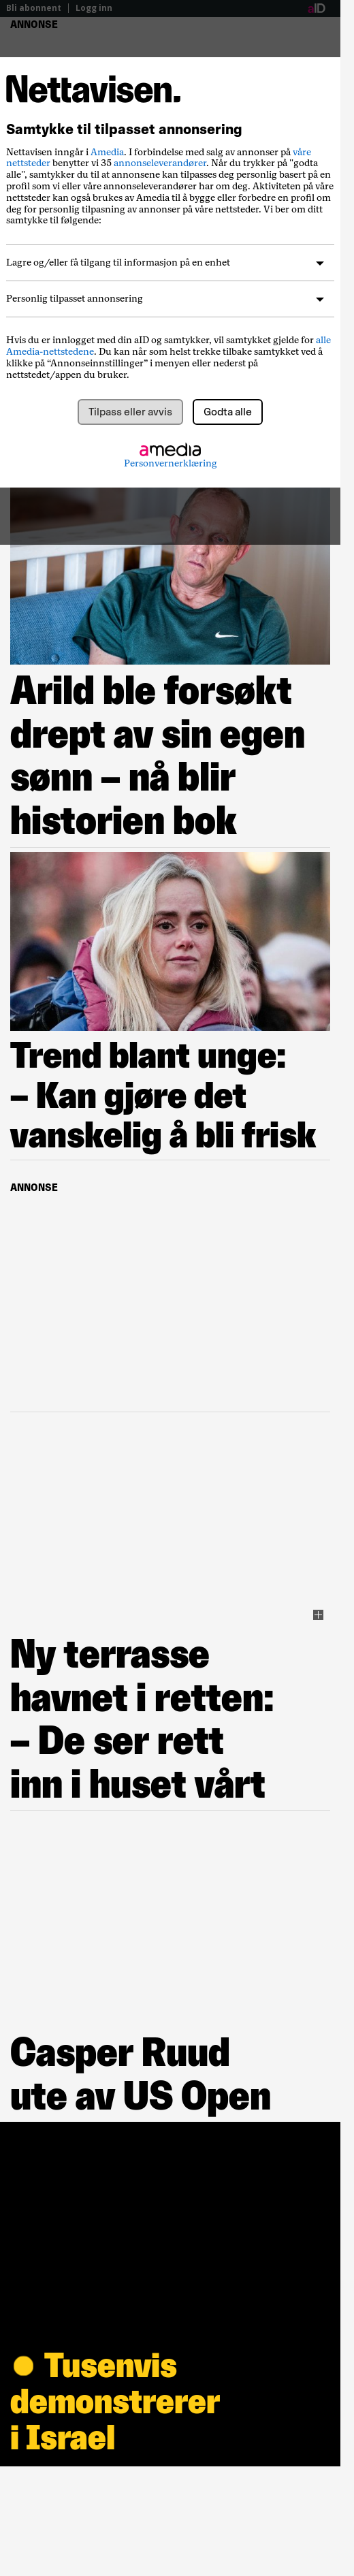 Bli abonnent | Logg inn aID
ANNONSE
Nettavisen.
Samtykke til tilpasset annonsering
Nettavisen inngår i Amedia. I forbindelse med salg av annonser på våre
nettsteder benytter vi 35 annonseleverandører. Når du trykker på "godta
alle", samtykker du til at annonsene kan tilpasses deg personlig basert på en
profil som vi eller våre annonseleverandører har om deg. Aktiviteten på våre
nettsteder kan også brukes av Amedia til å bygge eller forbedre en profil om
deg for personlig tilpasning av annonser på våre nettsteder. Vi ber om ditt
samtykke til følgende:
Lagre og/eller få tilgang til informasjon på en enhet
Personlig tilpasset annonsering
Hvis du er innlogget med din aID og samtykker, vil samtykket gjelde for alle
Amedia-nettstedene. Du kan når som helst trekke tilbake samtykket ved å
klikke på “Annonseinnstillinger” i menyen eller nederst på
nettstedet/appen du bruker.
Tilpass eller avvis Godta alle
amedia
Personvernerklæring
Arild ble forsøkt
drept av sin egen
sønn – nå blir
historien bok
Trend blant unge:
– Kan gjøre det
vanskelig å bli frisk
ANNONSE
Ny terrasse
havnet i retten:
– De ser rett
inn i huset vårt
Casper Ruud
ute av US Open
Tusenvis
demonstrerer
i Israel